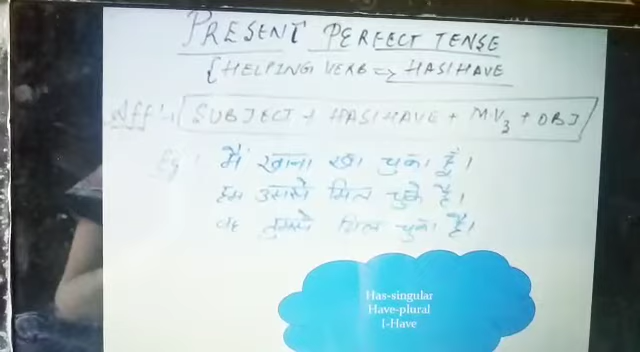 PRESENT PERFECT TENSE
{HELPING VERB => HAS/HAVE
Aff: SUBJECT + HAS/HAVE + M.V3 + OBJ
Eg: मैं खाना खा चुका हूँ।
हम उससे मिल चुके हैं।
वह तुमसे मिल चुका है।
Has-singular
Have-plural
I-Have